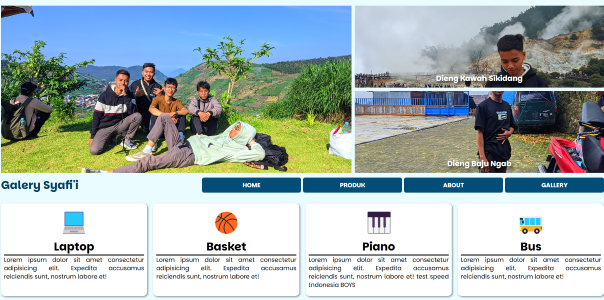 Dieng Kawah Sikidang
Dieng Baju Ngab
Galery Syafi'i
HOME
PRODUK
ABOUT
GALLERY
Laptop
Lorem ipsum dolor sit amet consectetur
adipisicing elit. Expedita accusamus
reiciendis sunt, nostrum labore et!
Basket
Lorem ipsum dolor sit amet consectetur
adipisicing elit. Expedita accusamus
reiciendis sunt, nostrum labore et!
Piano
Lorem ipsum dolor sit amet consectetur
adipisicing elit. Expedita accusamus
reiciendis sunt, nostrum labore et! test speed
Indonesia BOYS
Bus
Lorem ipsum dolor sit amet consectetur
adipisicing elit. Expedita accusamus
reiciendis sunt, nostrum labore et!